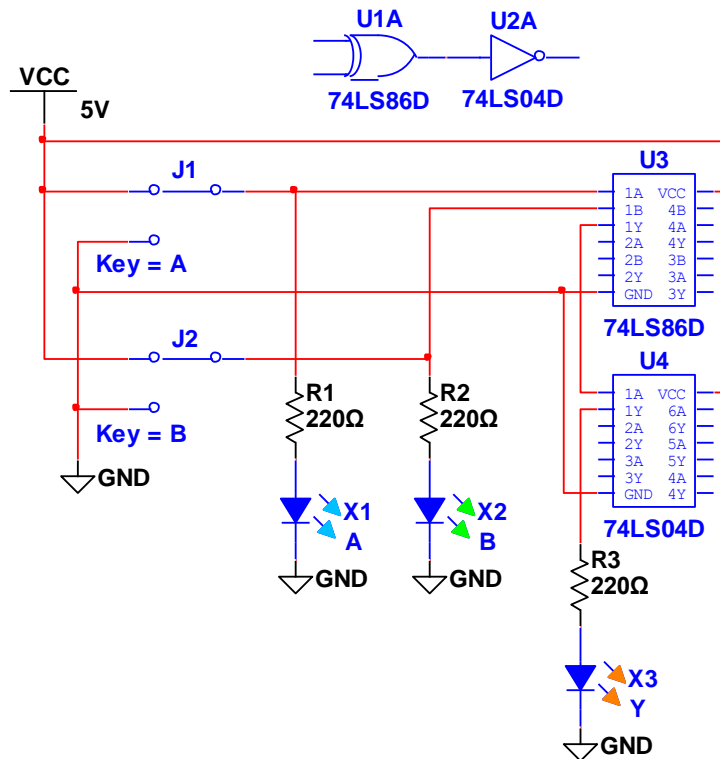 U1A
U2A
74LS86D
74LS04D
VCC
5V
J1
Key = A
J2
Key = B
GND
U3
1A VCC
1B 4B
1Y 4A
2A 4Y
2B 3B
2Y 3A
GND 3Y
74LS86D
U4
1A VCC
1Y 6A
2A 6Y
2Y 5A
3A 5Y
3Y 4A
GND 4Y
74LS04D
R1
220Ω
R2
220Ω
X1
A
X2
B
GND
GND
R3
220Ω
X3
Y
GND